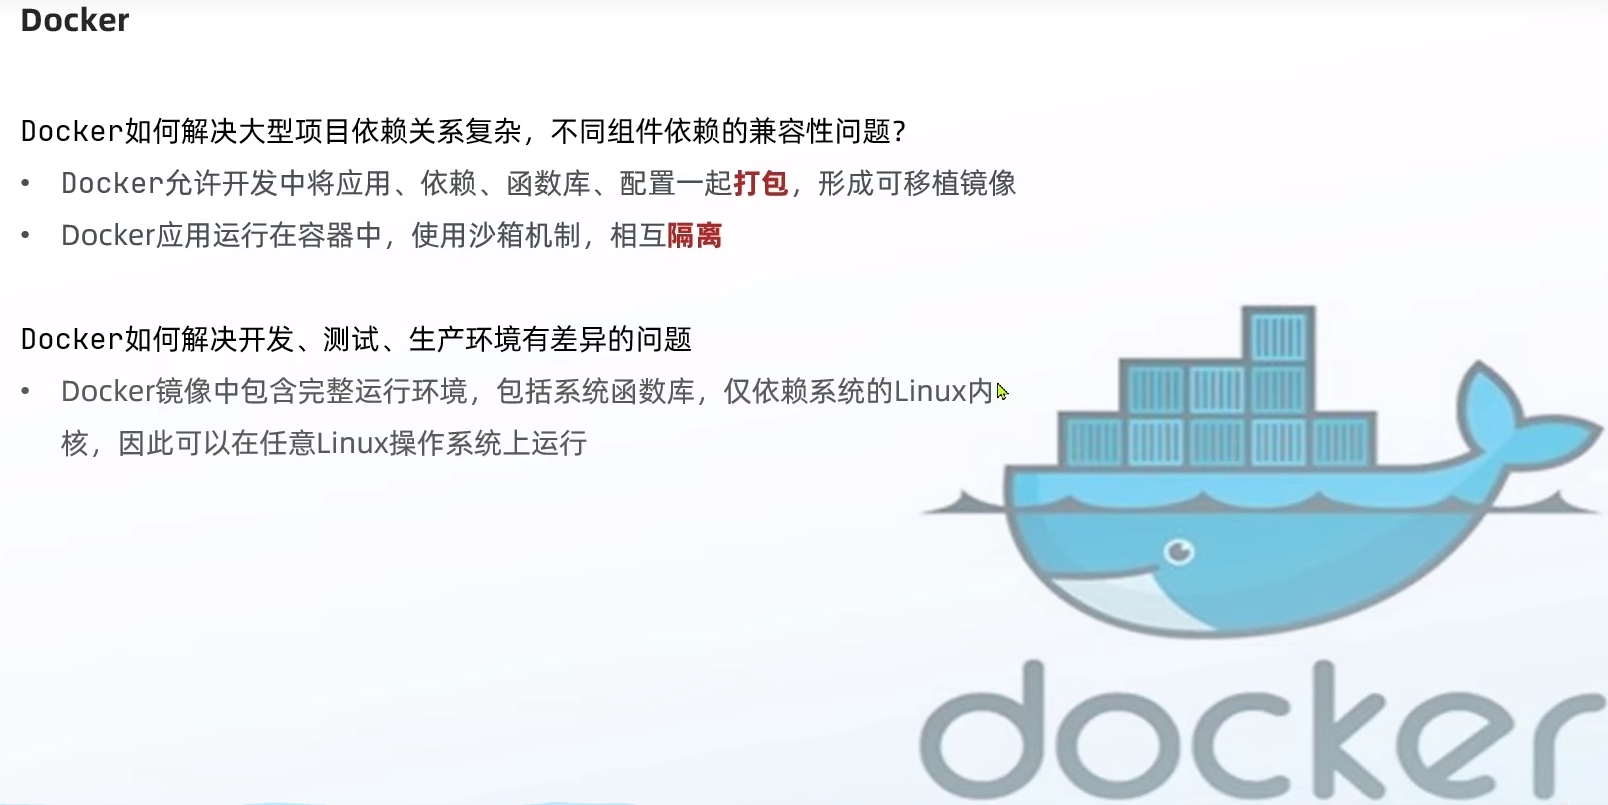 Docker
Docker如何解决大型项目依赖关系复杂，不同组件依赖的兼容性问题？
• Docker允许开发中将应用、依赖、函数库、配置一起打包，形成可移植镜像
• Docker应用运行在容器中，使用沙箱机制，相互隔离
Docker如何解决开发、测试、生产环境有差异的问题
• Docker镜像中包含完整运行环境，包括系统函数库，仅依赖系统的Linux内
核，因此可以在任意Linux操作系统上运行
docker